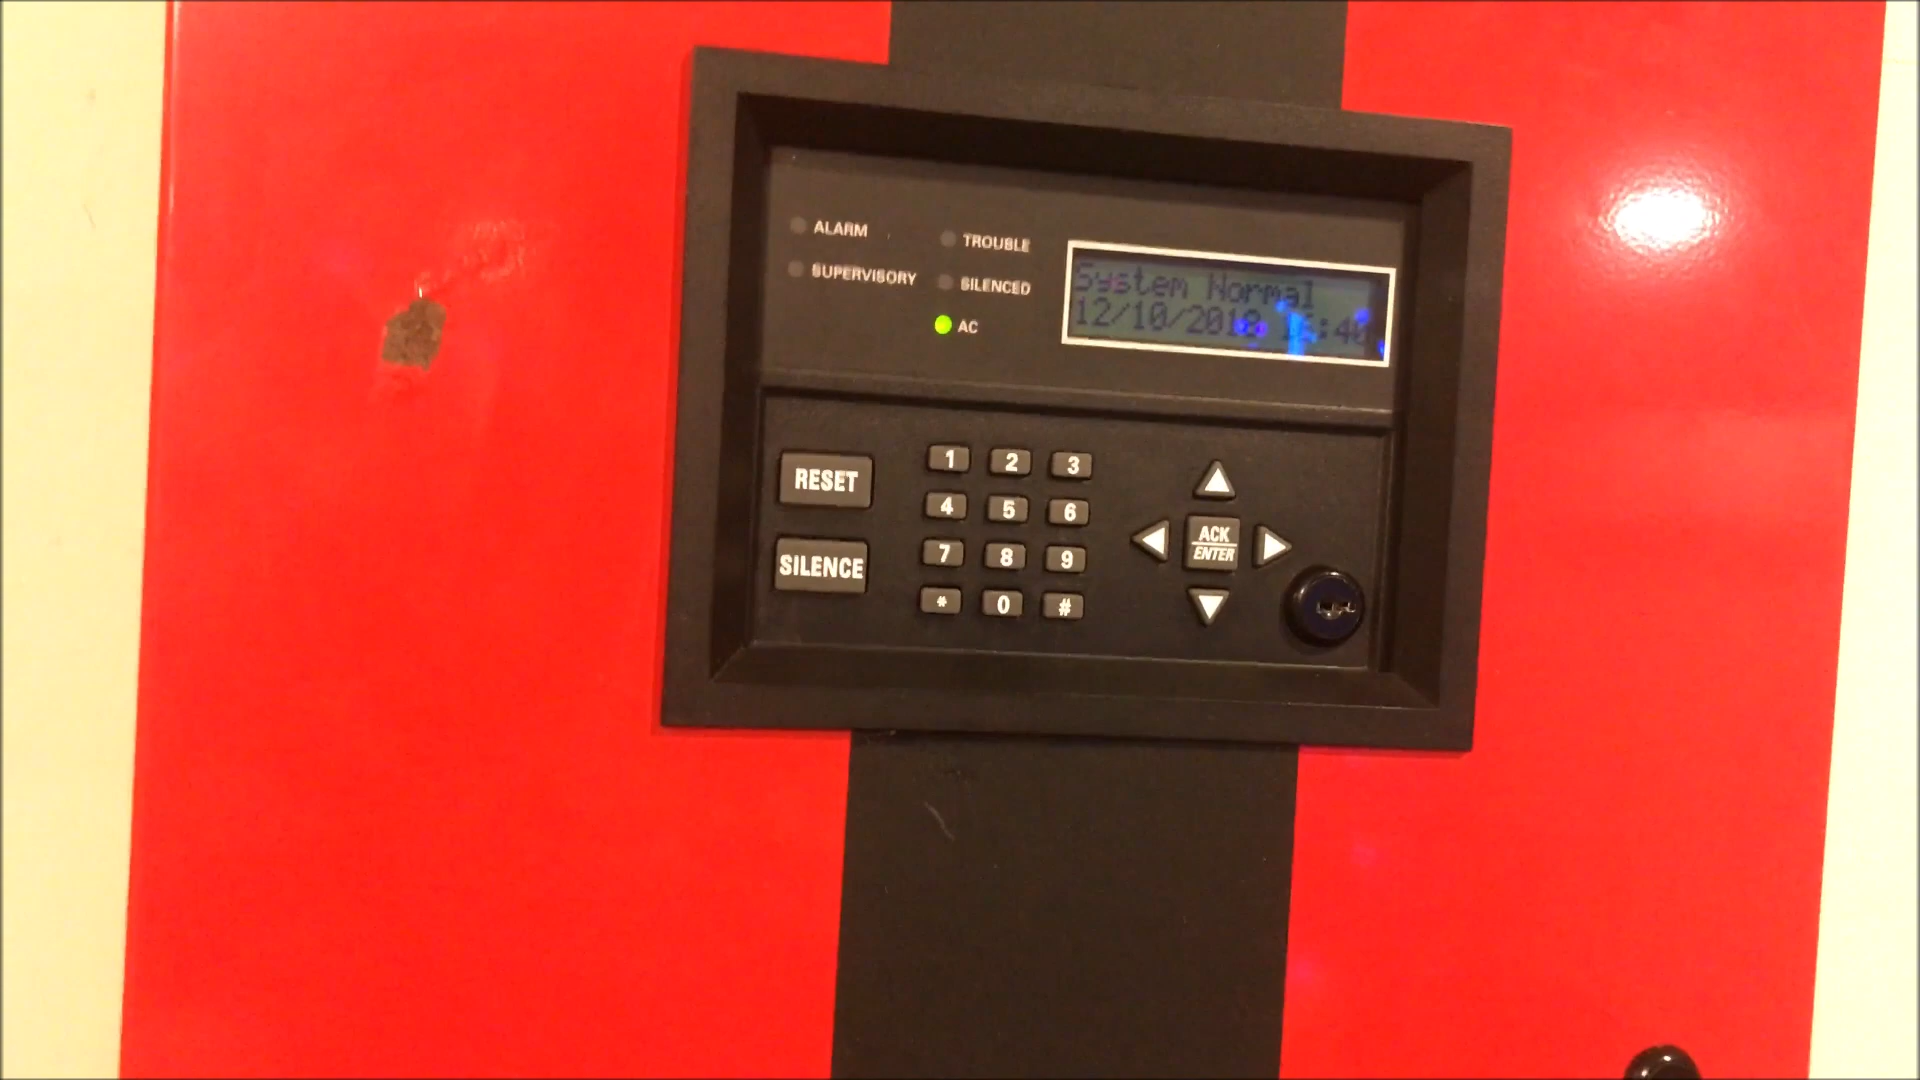 ALARM
TROUBLE
SUPERVISORY
SILENCED
AC
System Normal
12/10/2018
RESET
SILENCE
1 2 3
4 5 6
7 8 9
* 0 #
ACK
ENTER